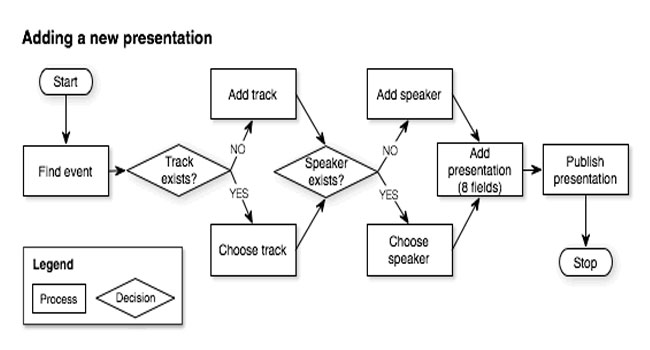 Adding a new presentation
Start
Find event
Track
exists?
NO
YES
Add track
Choose track
Speaker
exists?
NO
YES
Add speaker
Choose
speaker
Add
presentation
(8 fields)
Publish
presentation
Stop
Legend
Process
Decision